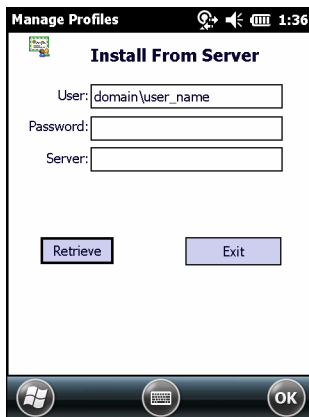 Manage Profiles 1:36
Install From Server
User: domain\user_name
Password:
Server:
Retrieve Exit
OK